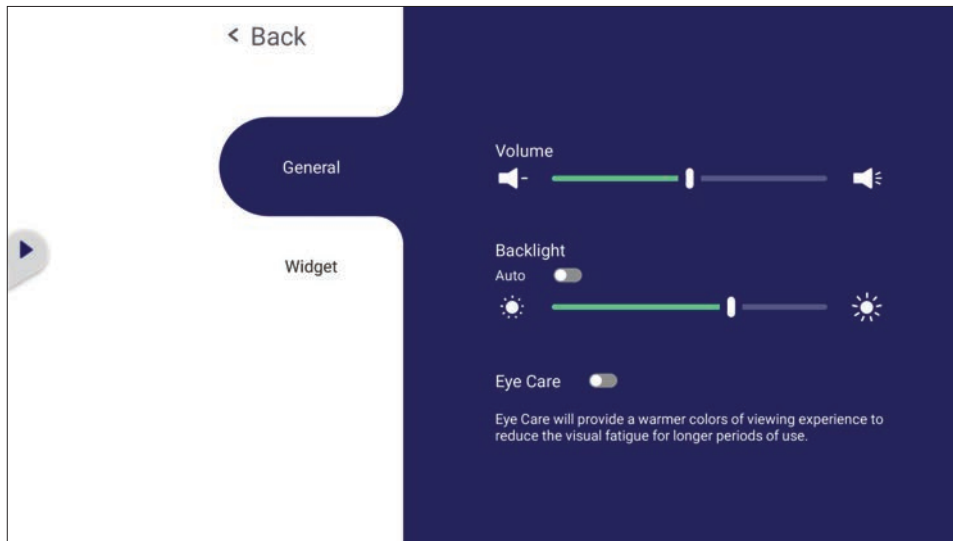 Back
General
Widget
Volume
Backlight
Auto
Eye Care
Eye Care will provide a warmer colors of viewing experience to
reduce the visual fatigue for longer periods of use.